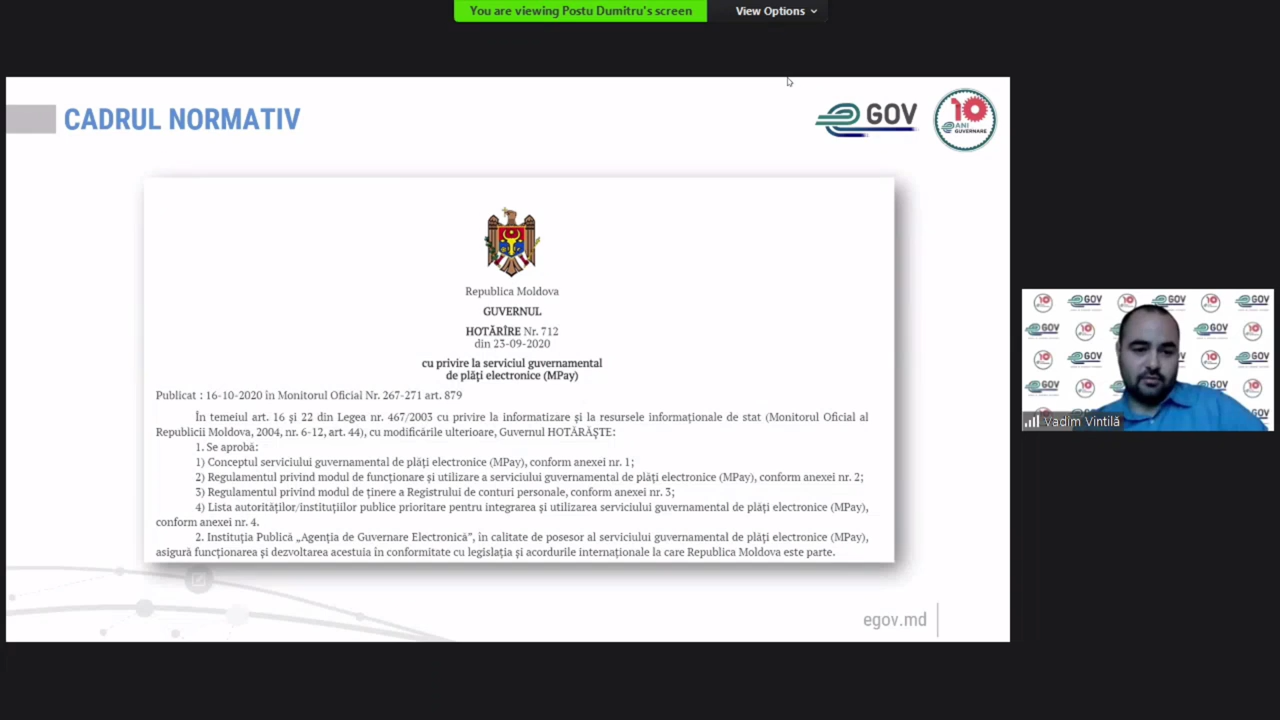 You are viewing Postu Dumitru's screen
View Options
CADRUL NORMATIV
GOV
10
ANI
GUVERNARE
Republica Moldova
GUVERNUL
HOTĂRÎRE Nr. 712
din 23-09-2020
cu privire la serviciul guvernamental
de plăți electronice (MPay)
Publicat : 16-10-2020 în Monitorul Oficial Nr. 267-271 art. 879
În temeiul art. 16 și 22 din Legea nr. 467/2003 cu privire la informatizare și la resursele informaționale de stat (Monitorul Oficial al
Republicii Moldova, 2004, nr. 6-12, art. 44), cu modificările ulterioare, Guvernul HOTĂRĂȘTE:
1. Se aprobă:
1) Conceptul serviciului guvernamental de plăți electronice (MPay), conform anexei nr. 1;
2) Regulamentul privind modul de funcționare și utilizare a serviciului guvernamental de plăți electronice (MPay), conform anexei nr. 2;
3) Regulamentul privind modul de ținere a Registrului de conturi personale, conform anexei nr. 3;
4) Lista autorităților/instituțiilor publice prioritare pentru integrarea și utilizarea serviciului guvernamental de plăți electronice (MPay),
conform anexei nr. 4.
2. Instituția Publică „Agenția de Guvernare Electronică”, în calitate de posesor al serviciului guvernamental de plăți electronice (MPay),
asigură funcționarea și dezvoltarea acestuia în conformitate cu legislația și acordurile internaționale la care Republica Moldova este parte.
egov.md
GOV
GOV
GOV
GOV
GOV
GOV
GOV
GOV
Vadim Vintilă